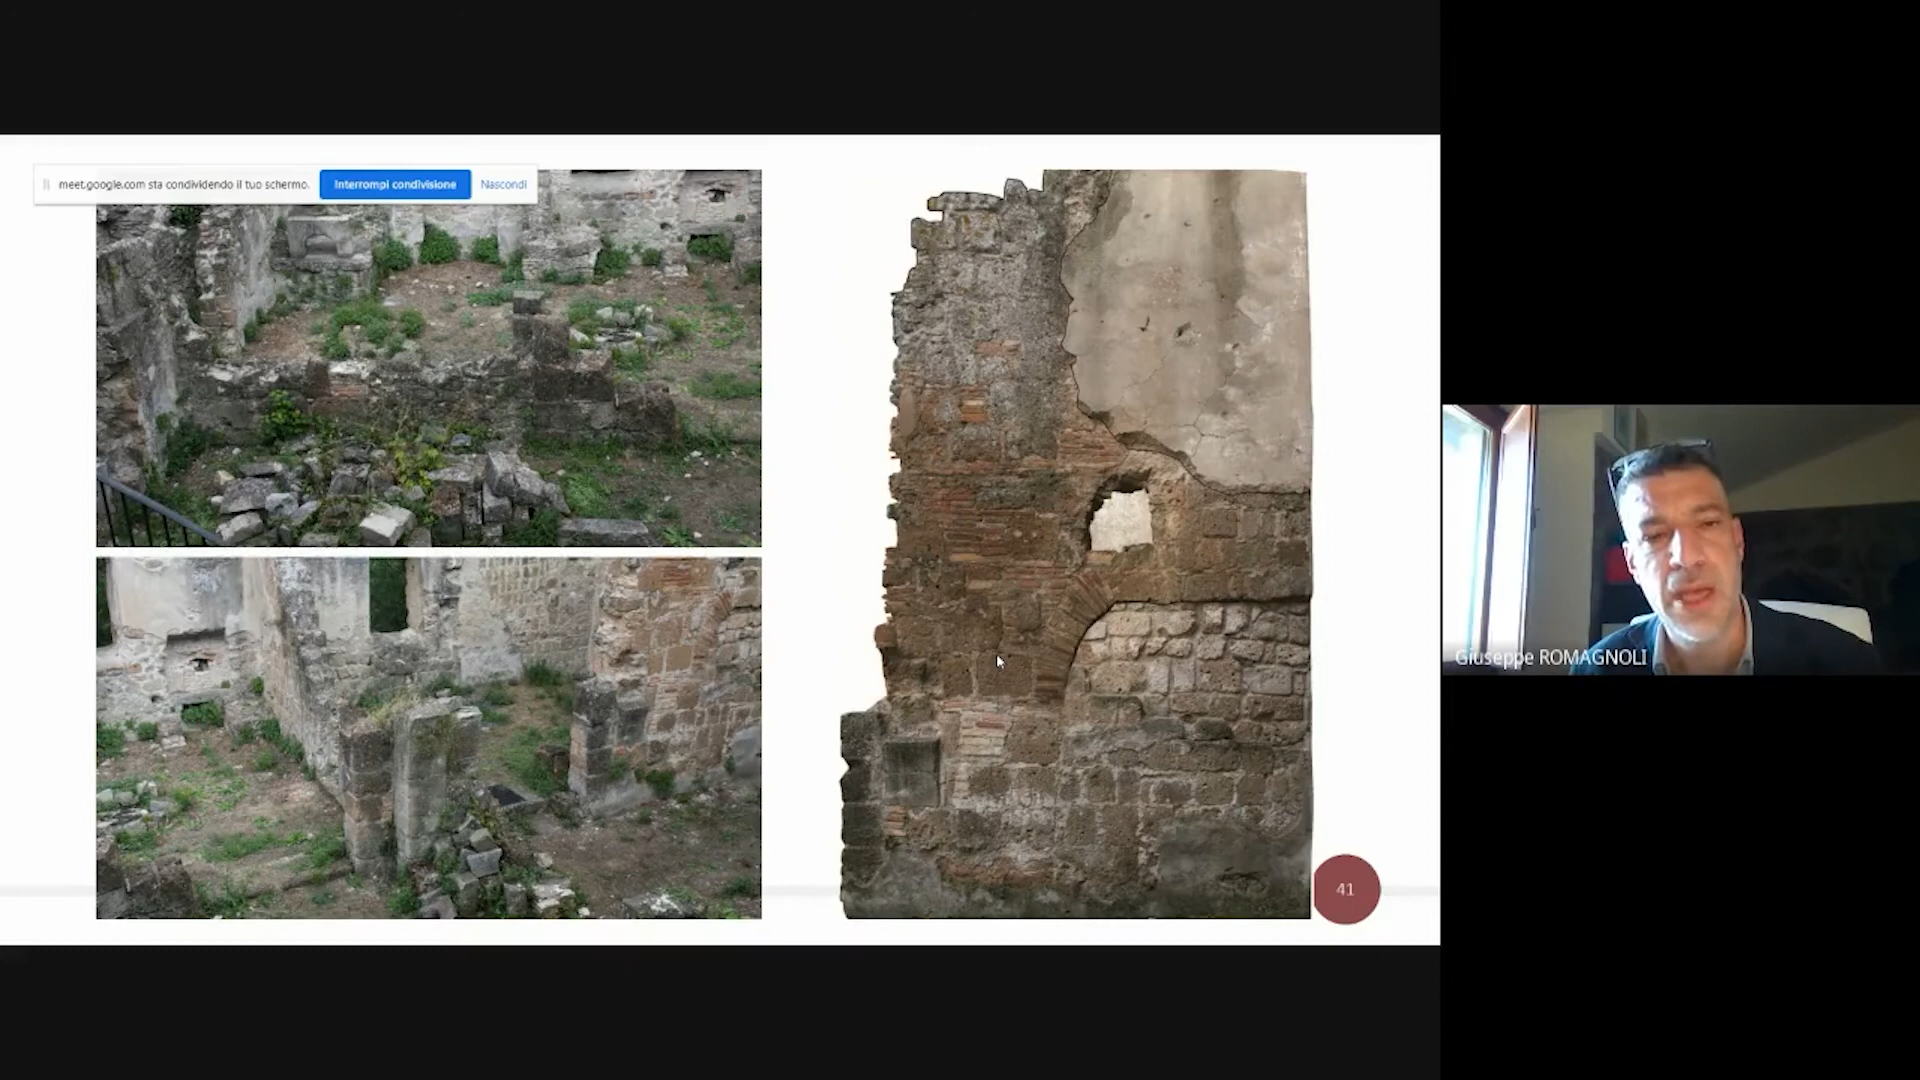 meet.google.com sta condividendo il tuo schermo.
Interrompi condivisione
Nascondi
Giuseppe ROMAGNOLI
41